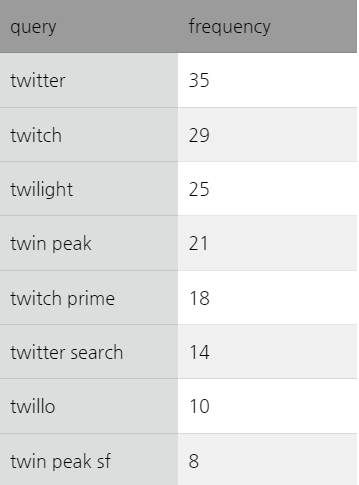 query frequency
twitter 35
twitch 29
twilight 25
twin peak 21
twitch prime 18
twitter search 14
twillo 10
twin peak sf 8